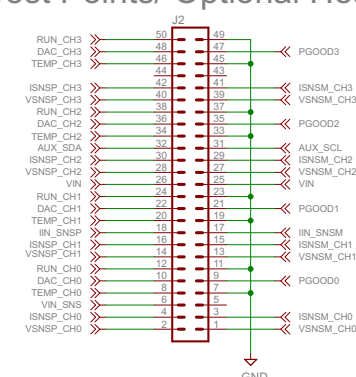 Points/ Optional
J2
RUN_CH3 50 49
DAC_CH3 48 47 PGOOD3
TEMP_CH3 46 45
44 43
ISNSP_CH3 42 41 ISNSM_CH3
VSNSP_CH3 40 39 VSNSM_CH3
RUN_CH2 38 37
DAC_CH2 36 35 PGOOD2
TEMP_CH2 34 33
AUX_SDA 32 31 AUX_SCL
ISNSP_CH2 30 29 ISNSM_CH2
VSNSP_CH2 28 27 VSNSM_CH2
VIN 26 25 VIN
RUN_CH1 24 23
DAC_CH1 22 21 PGOOD1
TEMP_CH1 20 19
IIN_SNSP 18 17 IIN_SNSM
ISNSP_CH1 16 15 ISNSM_CH1
VSNSP_CH1 14 13 VSNSM_CH1
RUN_CH0 12 11
DAC_CH0 10 9 PGOOD0
TEMP_CH0 8 7
VIN_SNS 6 5
ISNSP_CH0 4 3 ISNSM_CH0
VSNSP_CH0 2 1 VSNSM_CH0
GND